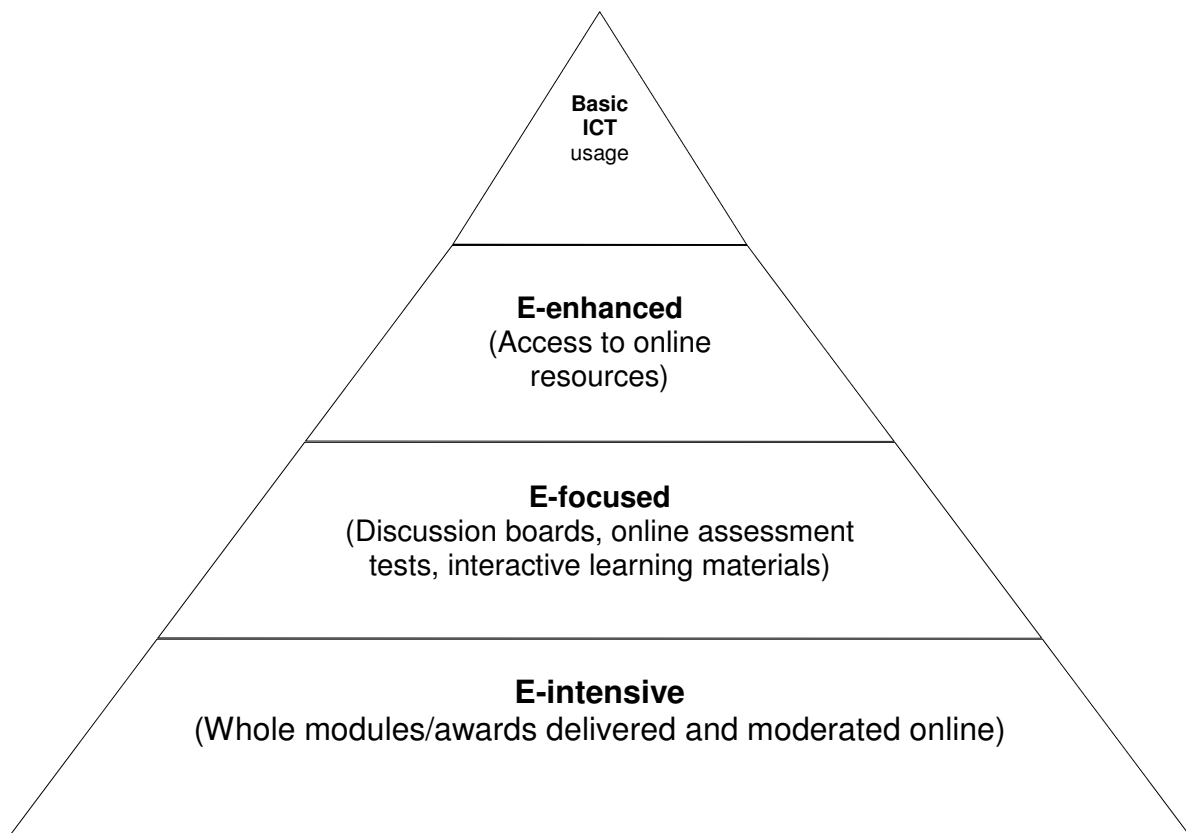 Basic
ICT
usage
E-enhanced
(Access to online
resources)
E-focused
(Discussion boards, online assessment
tests, interactive learning materials)
E-intensive
(Whole modules/awards delivered and moderated online)